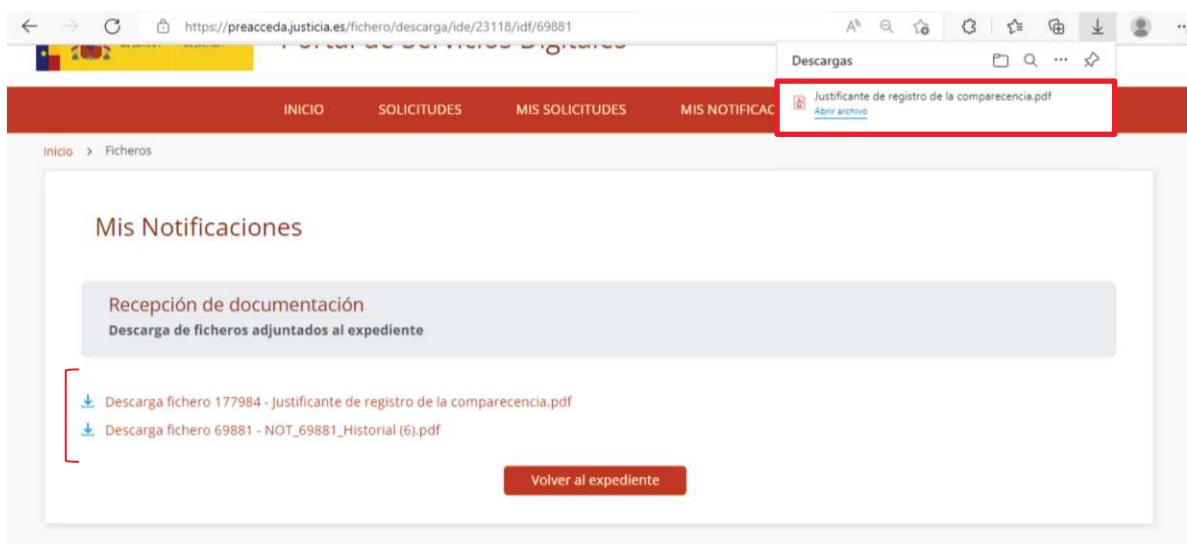 https://preacceda.justicia.es/fichero/descarga/ide/23118/idf/69881
Portal de Servicios Digitales
Descargas
Justificante de registro de la comparecencia.pdf
Abrir archivo
INICIO
SOLICITUDES
MIS SOLICITUDES
MIS NOTIFICAC
Inicio > Ficheros
Mis Notificaciones
Recepción de documentación
Descarga de ficheros adjuntados al expediente
Descarga fichero 177984 - Justificante de registro de la comparecencia.pdf
Descarga fichero 69881 - NOT_69881_Historial (6).pdf
Volver al expediente